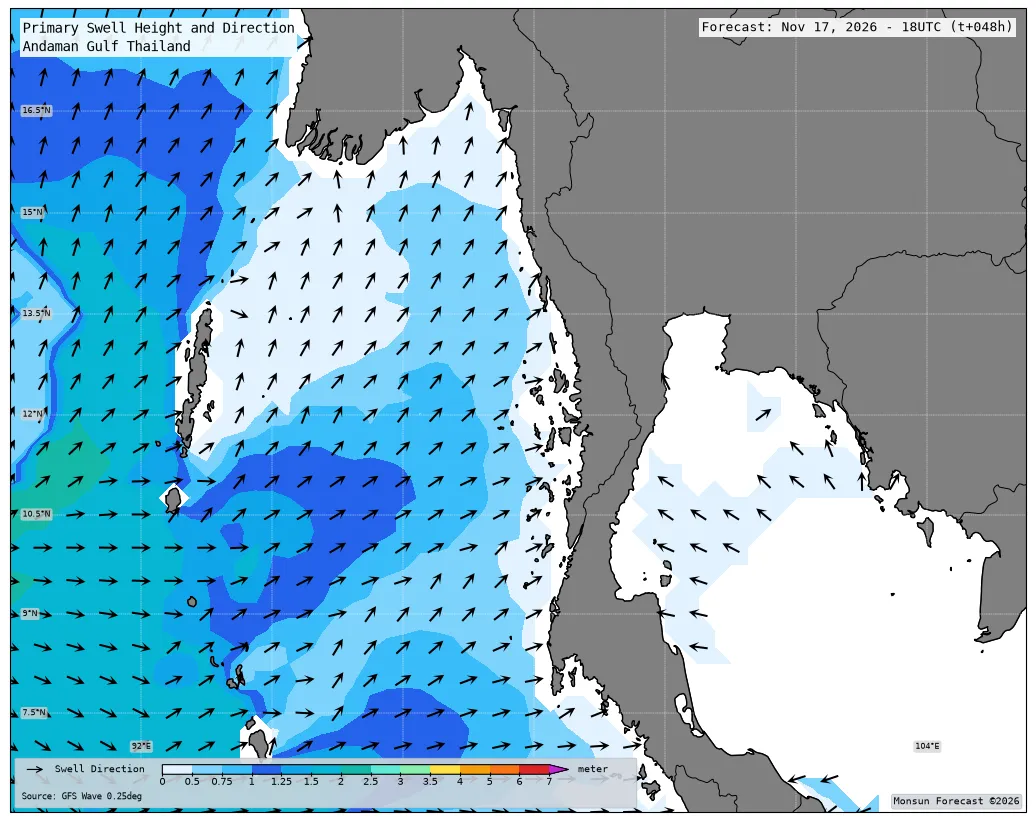 Primary Swell Height and Direction
Andaman Gulf Thailand
Forecast: Nov 17, 2026 - 18UTC (t+048h)
16.5°N
15°N
13.5°N
12°N
10.5°N
9°N
7.5°N
92°E
104°E
Swell Direction
0 0.5 0.75 1 1.25 1.5 2 2.5 3 3.5 4 5 6 7
meter
Source: GFS Wave 0.25deg
Monsun Forecast ©2026